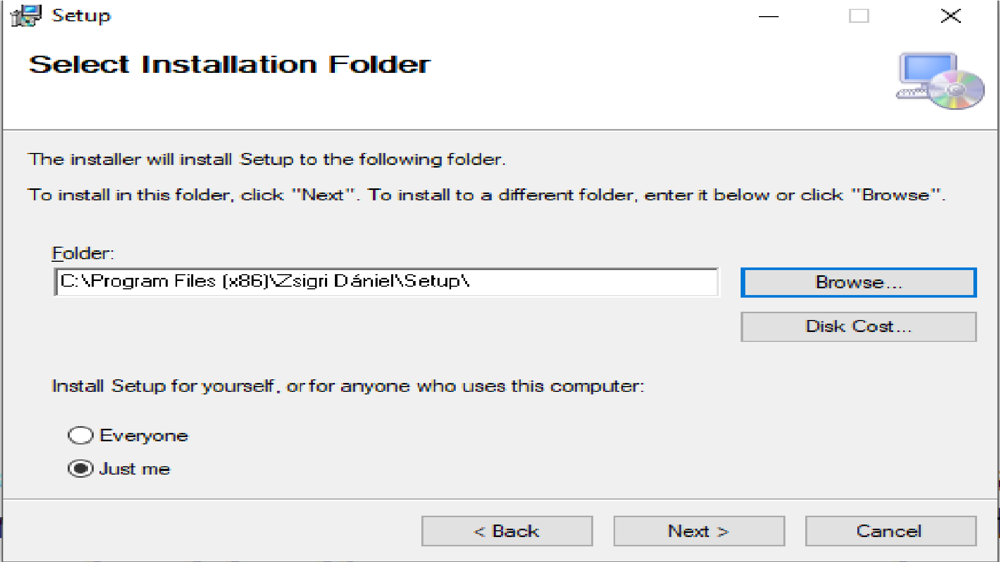 Setup
Select Installation Folder
The installer will install Setup to the following folder.
To install in this folder, click "Next". To install to a different folder, enter it below or click "Browse".
Folder:
C:\Program Files (x86)\Zsigri Dániel\Setup\
Browse...
Disk Cost...
Install Setup for yourself, or for anyone who uses this computer:
Everyone
Just me
< Back
Next >
Cancel